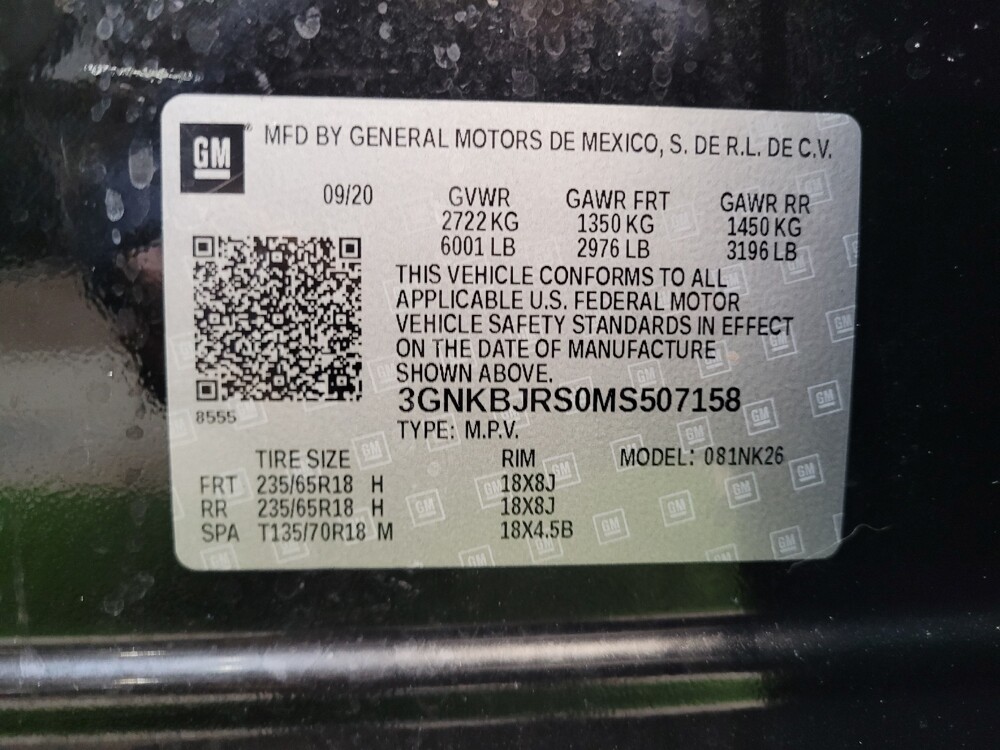 GM ® MFD BY GENERAL MOTORS DE MEXICO, S. DE R.L. DE C.V.
09/20 GVWR GAWR FRT GAWR RR
2722 KG 1350 KG 1450 KG
6001 LB 2976 LB 3196 LB
THIS VEHICLE CONFORMS TO ALL
APPLICABLE U.S. FEDERAL MOTOR
VEHICLE SAFETY STANDARDS IN EFFECT
ON THE DATE OF MANUFACTURE
SHOWN ABOVE.
3GNKBJRS0MS507158
8555
TYPE: M.P.V.
TIRE SIZE RIM MODEL: 081NK26
FRT 235/65R18 H 18X8J
RR 235/65R18 H 18X8J
SPA T135/70R18 M 18X4.5B